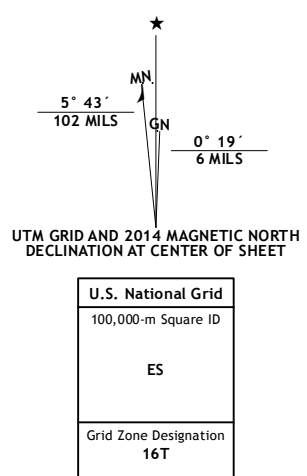 ★
MN
GN
5° 43´
102 MILS
0° 19´
6 MILS
UTM GRID AND 2014 MAGNETIC NORTH
DECLINATION AT CENTER OF SHEET
U.S. National Grid
100,000-m Square ID
ES
Grid Zone Designation
16T